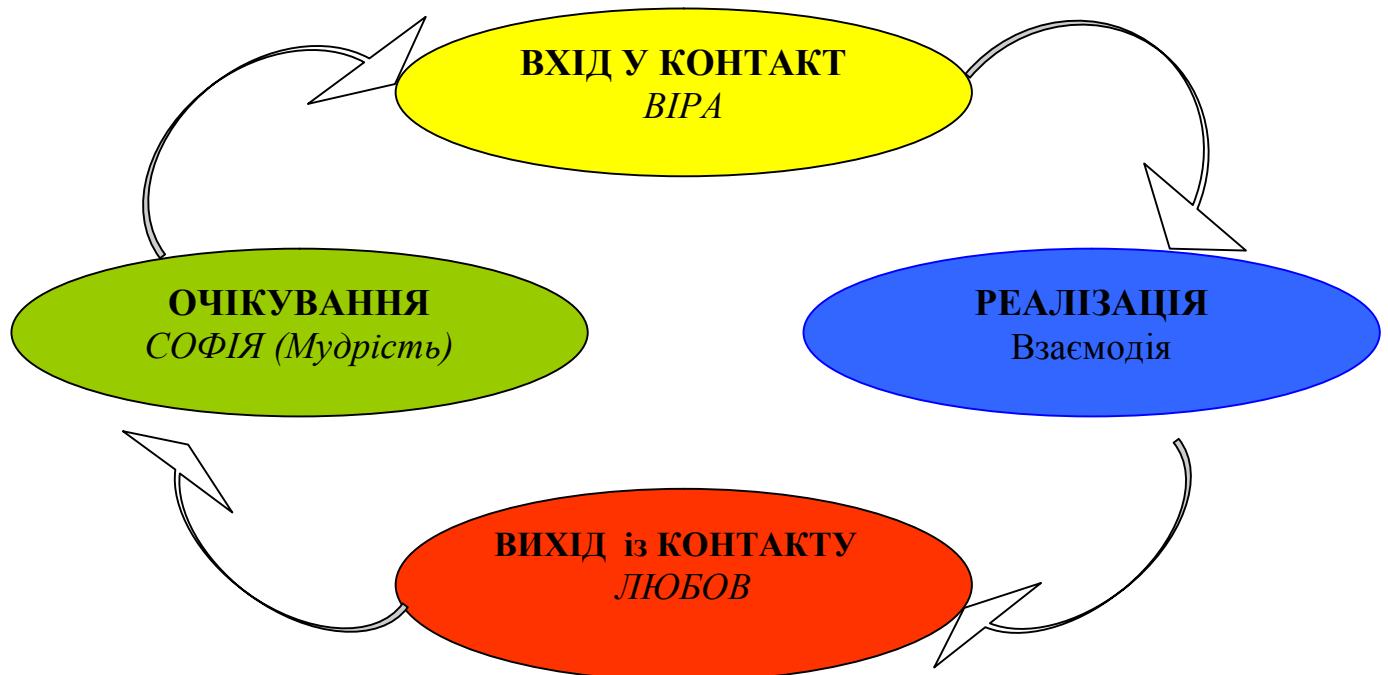 ВХІД У КОНТАКТ
ВІРА
ОЧІКУВАННЯ
СОФІЯ (Мудрість)
РЕАЛІЗАЦІЯ
Взаємодія
ВИХІД із КОНТАКТУ
ЛЮБОВ